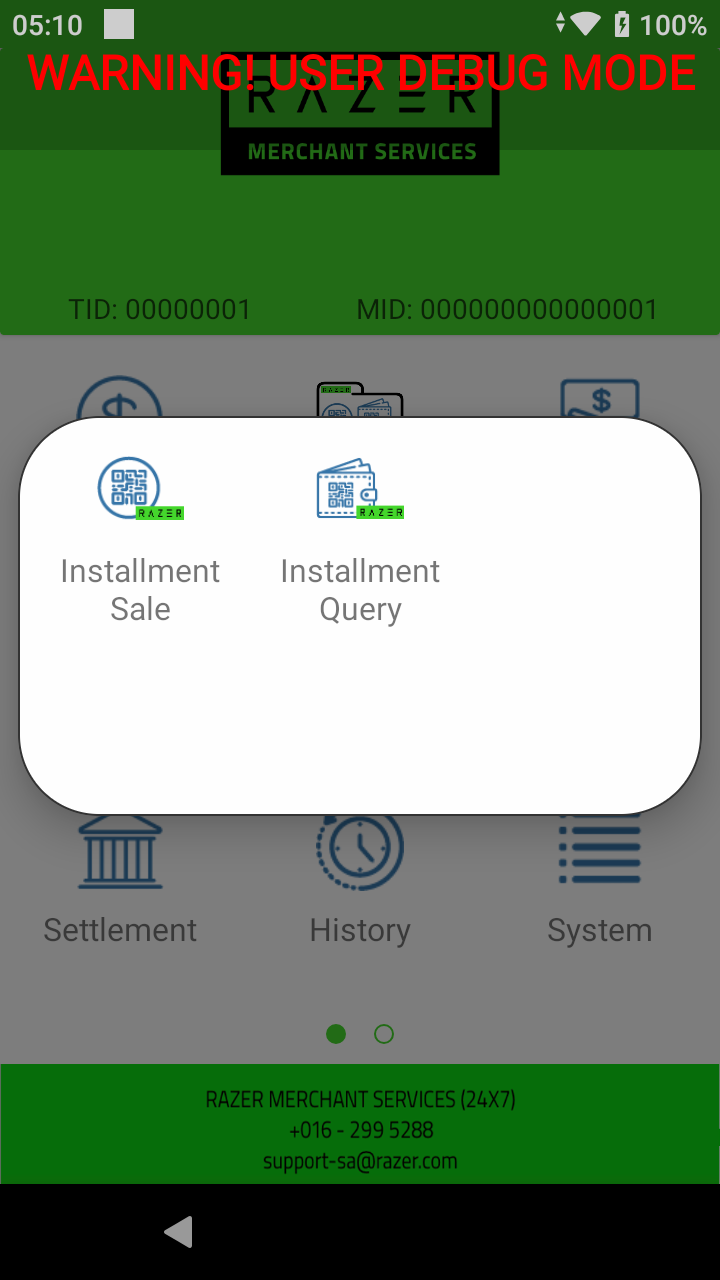 05:10
100%
WARNING! USER DEBUG MODE
RAZER
MERCHANT SERVICES
TID: 00000001 MID: 000000000000001
RAZER
RAZER RAZER
Installment Installment
Sale Query
Settlement History System
RAZER MERCHANT SERVICES (24X7)
+016 - 299 5288
support-sa@razer.com